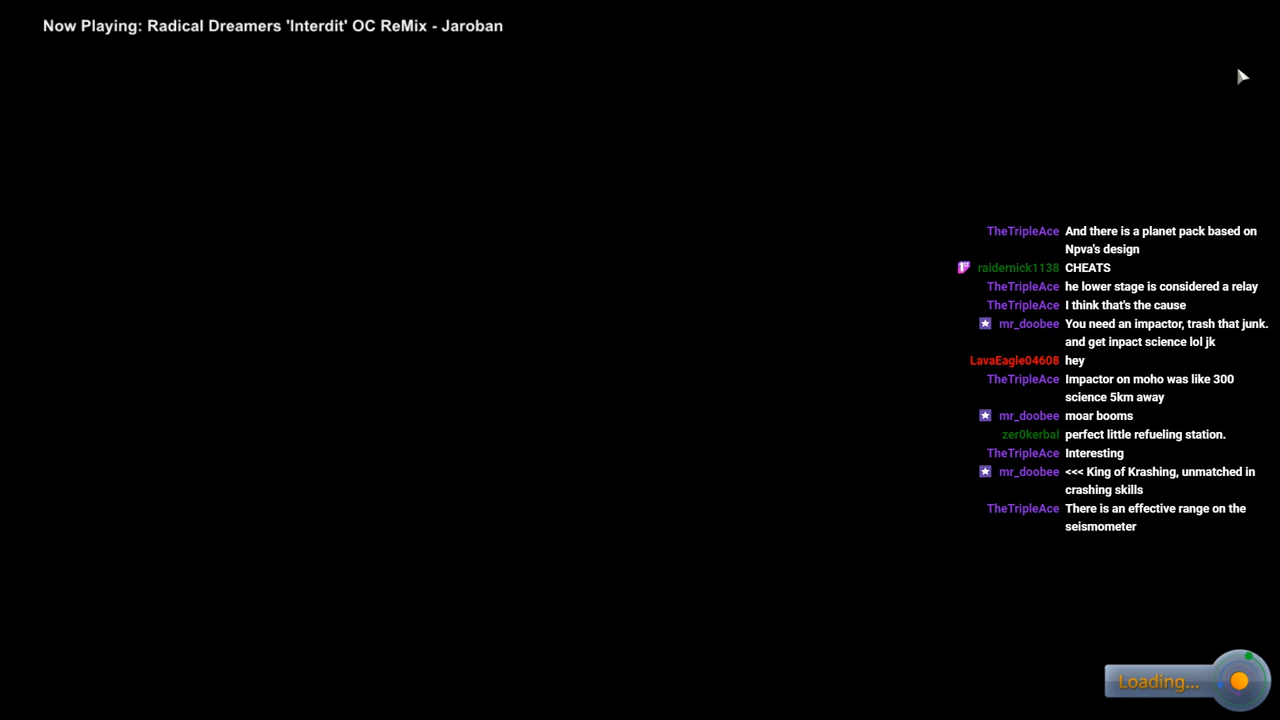 Now Playing: Radical Dreamers 'Interdit' OC ReMix - Jaroban
TheTripleAce And there is a planet pack based on
Npva's design
raidernick1138 CHEATS
TheTripleAce he lower stage is considered a relay
TheTripleAce I think that's the cause
mr_doobee You need an impactor, trash that junk.
and get inpact science lol jk
LavaEagle04608 hey
TheTripleAce Impactor on moho was like 300
science 5km away
mr_doobee moar booms
zer0kerbal perfect little refueling station.
TheTripleAce Interesting
mr_doobee <<< King of Krashing, unmatched in
crashing skills
TheTripleAce There is an effective range on the
seismometer
Loading...